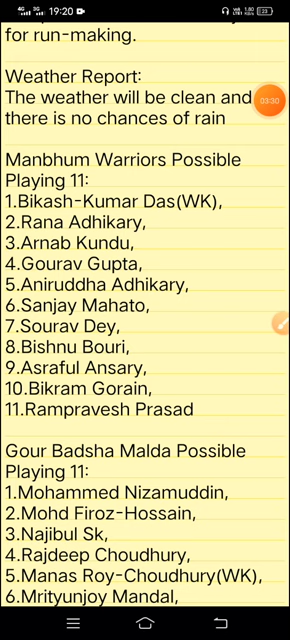 19:20
03:30
for run-making.
Weather Report:
The weather will be clean and
there is no chances of rain
Manbhum Warriors Possible
Playing 11:
1.Bikash-Kumar Das(WK),
2.Rana Adhikary,
3.Arnab Kundu,
4.Gourav Gupta,
5.Aniruddha Adhikary,
6.Sanjay Mahato,
7.Sourav Dey,
8.Bishnu Bouri,
9.Asraful Ansary,
10.Bikram Gorain,
11.Rampravesh Prasad
Gour Badsha Malda Possible
Playing 11:
1.Mohammed Nizamuddin,
2.Mohd Firoz-Hossain,
3.Najibul Sk,
4.Rajdeep Choudhury,
5.Manas Roy-Choudhury(WK),
6.Mrityunjoy Mandal,